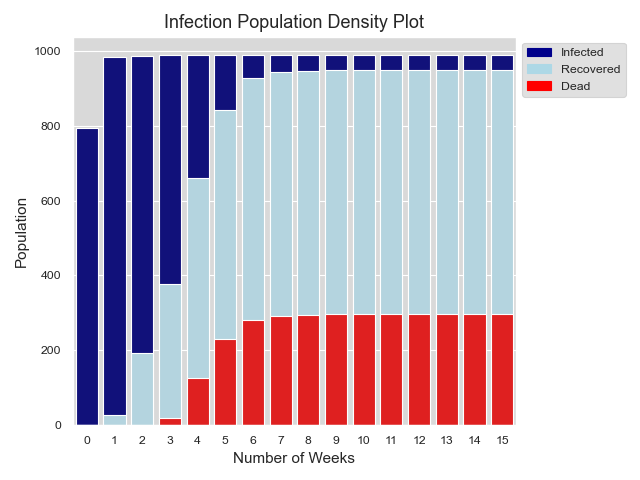 Infection Population Density Plot
Infected
Recovered
Dead
1000
800
600
400
200
0
Population
0 1 2 3 4 5 6 7 8 9 10 11 12 13 14 15
Number of Weeks